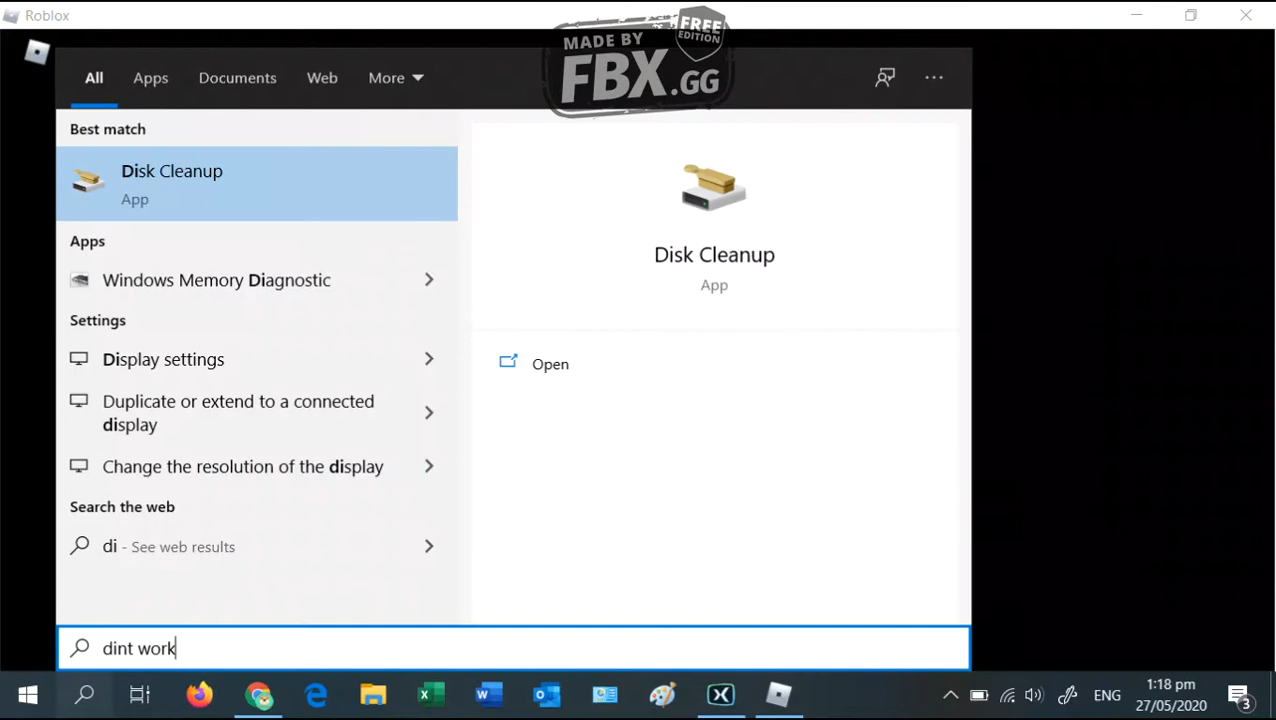 Roblox
MADE BY
FREE
EDITION
FBX.GG
All Apps Documents Web More
Best match
Disk Cleanup
App
Apps
Windows Memory Diagnostic
Settings
Display settings
Duplicate or extend to a connected
display
Change the resolution of the display
Search the web
di - See web results
Disk Cleanup
App
Open
dint work
ENG
1:18 pm
27/05/2020
3